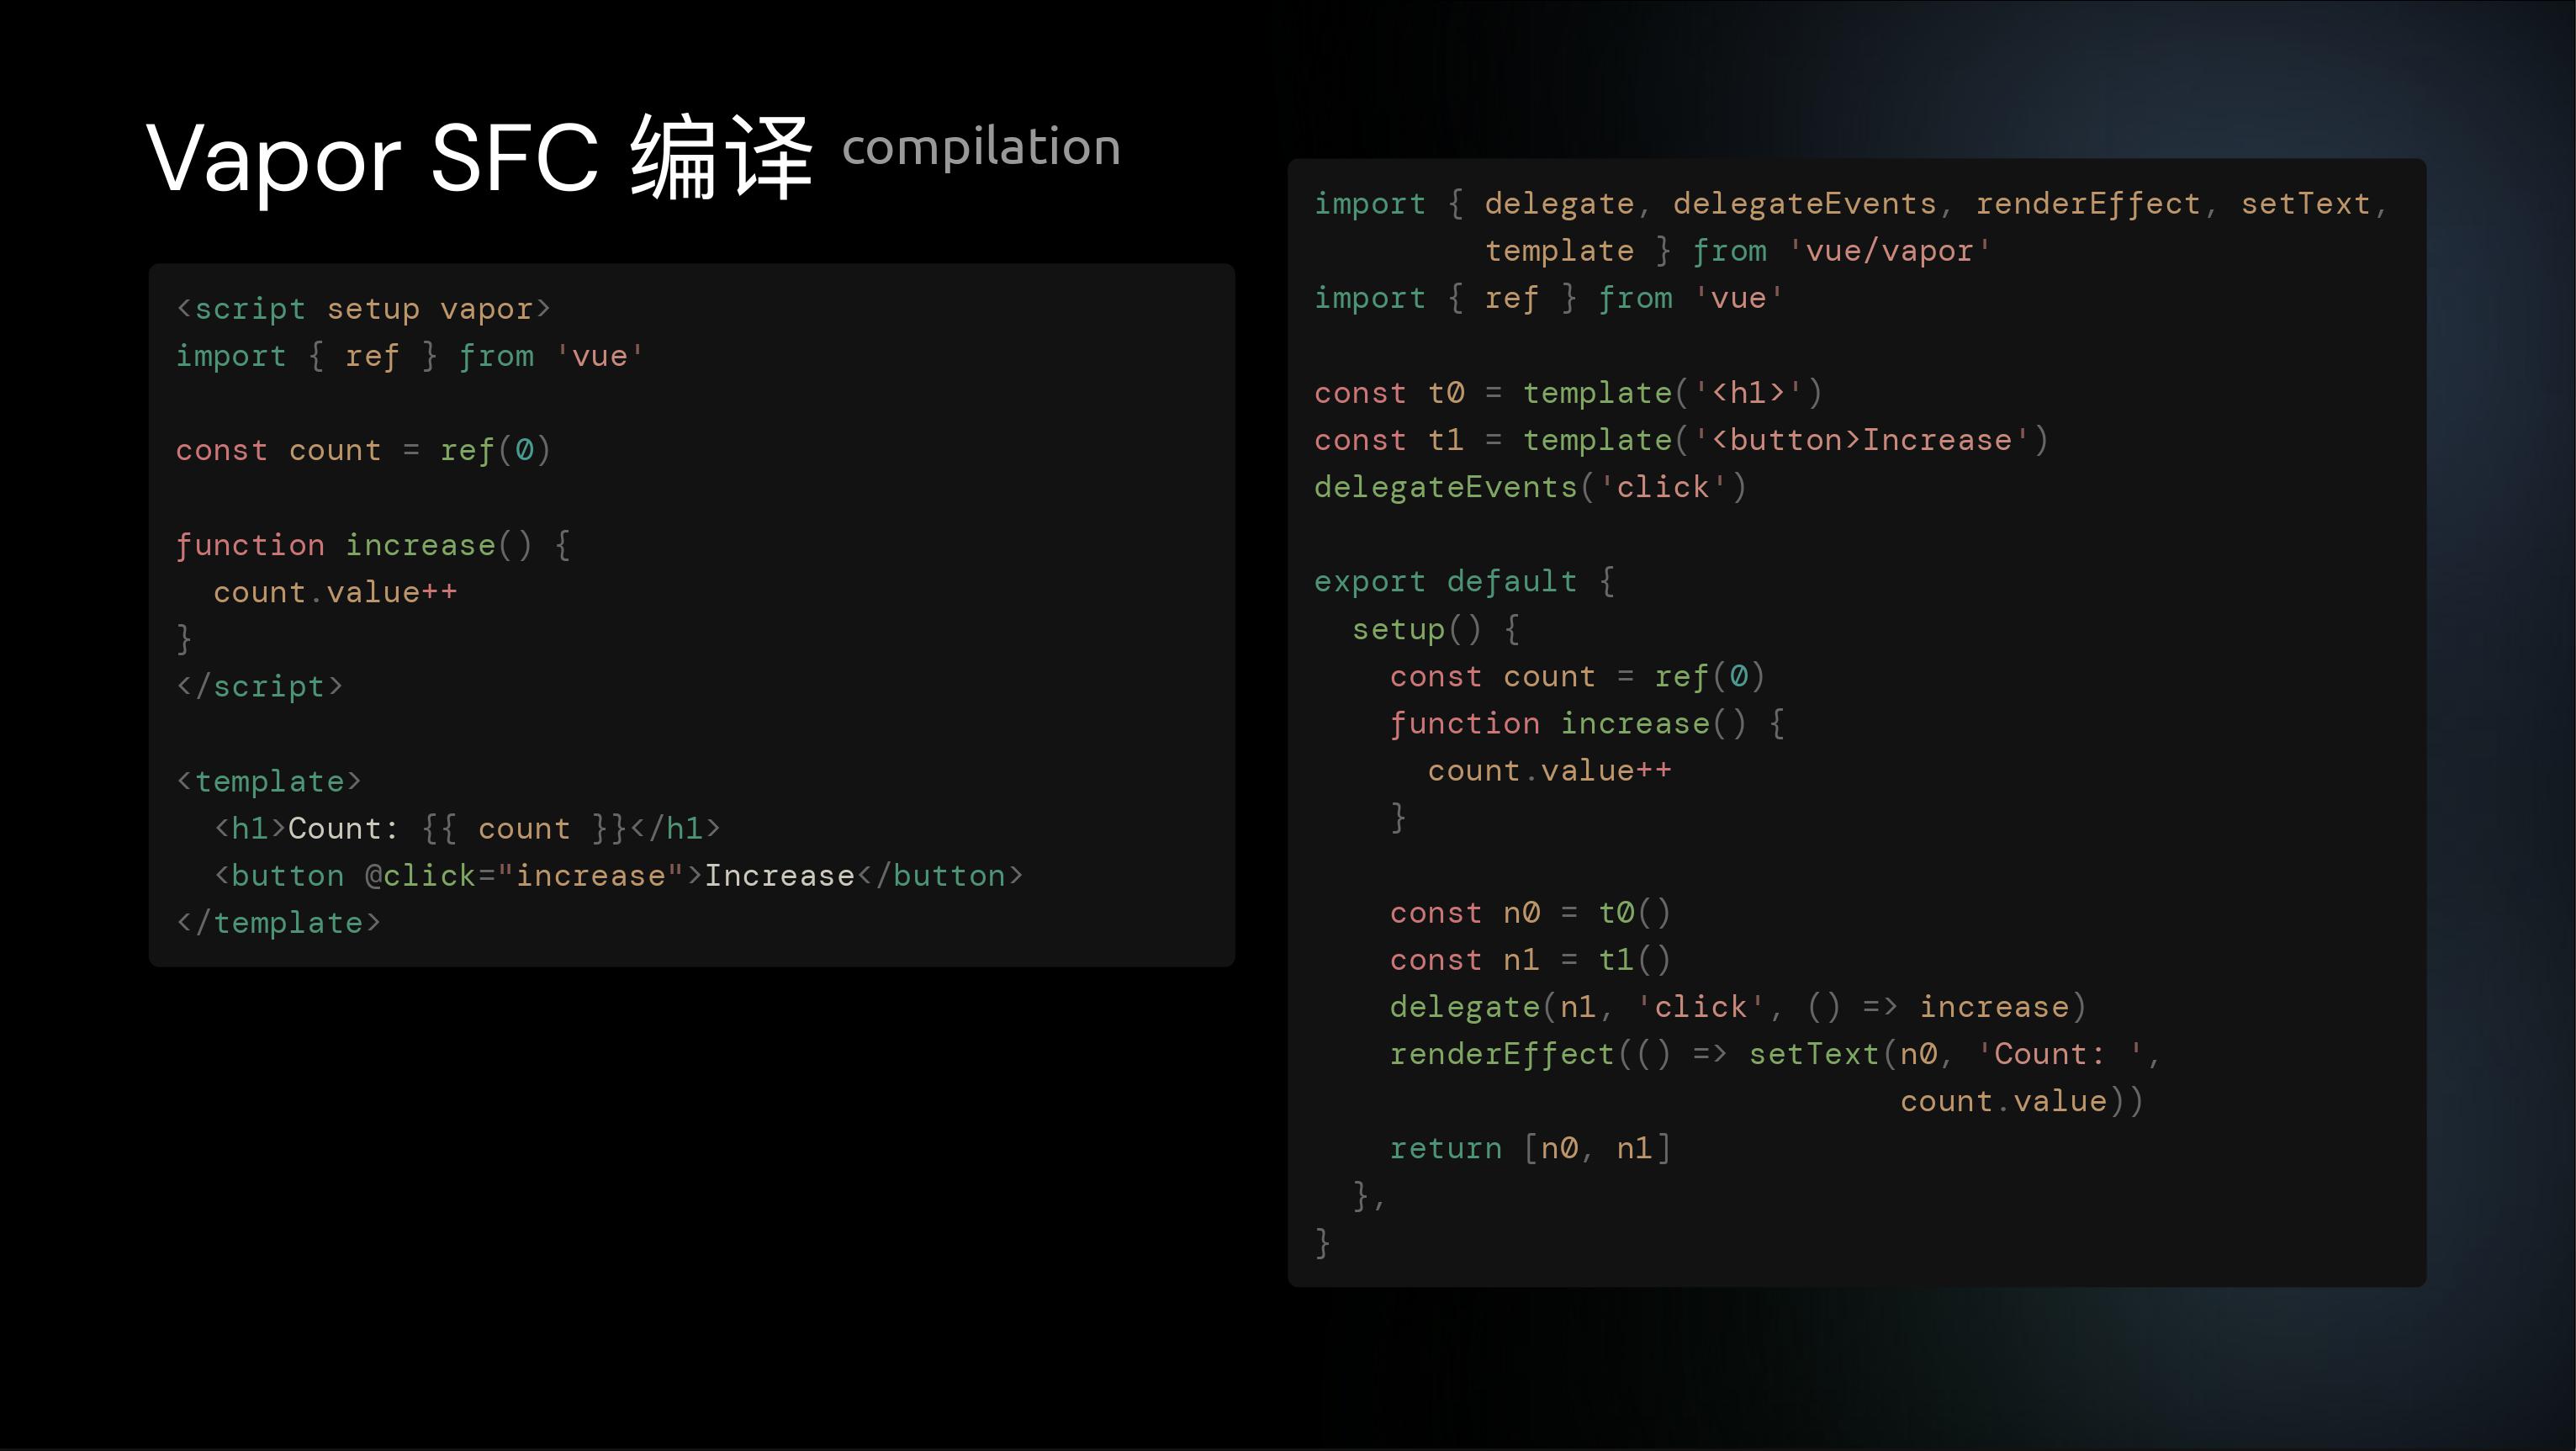 Vapor SFC 编译 compilation
<script setup vapor>
import { ref } from 'vue'

const count = ref(0)

function increase() {
  count.value++
}
</script>

<template>
  <h1>Count: {{ count }}</h1>
  <button @click="increase">Increase</button>
</template>
import { delegate, delegateEvents, renderEffect, setText,
         template } from 'vue/vapor'
import { ref } from 'vue'

const t0 = template('<h1>')
const t1 = template('<button>Increase')
delegateEvents('click')

export default {
  setup() {
    const count = ref(0)
    function increase() {
      count.value++
    }

    const n0 = t0()
    const n1 = t1()
    delegate(n1, 'click', () => increase)
    renderEffect(() => setText(n0, 'Count: ',
                               count.value))
    return [n0, n1]
  },
}